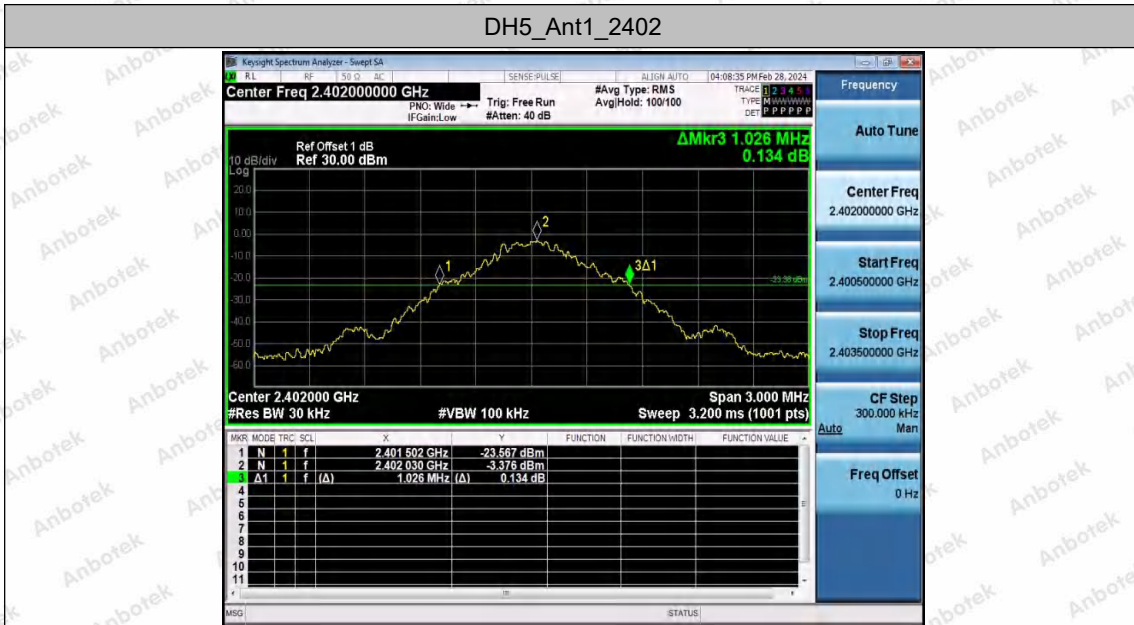 DH5_Ant1_2402
Keysight Spectrum Analyzer - Swept SA
RL RF 50 Ω AC SENSE:PULSE ALIGN AUTO 04:08:35 PM Feb 28, 2024
Center Freq 2.402000000 GHz
PNO: Wide
IFGain:Low
Trig: Free Run
#Atten: 40 dB
#Avg Type: RMS
Avg|Hold: 100/100
TRACE 1 2 3 4 5 6
TYPE M WWWWW
DET P P P P P P
Frequency
Auto Tune
Center Freq
2.402000000 GHz
Start Freq
2.400500000 GHz
Stop Freq
2.403500000 GHz
CF Step
300.000 kHz
Auto Man
Freq Offset
0 Hz
ΔMkr3 1.026 MHz
0.134 dB
Ref Offset 1 dB
10 dB/div Ref 30.00 dBm
Log
20.0
10.0
0.00
-10.0
-20.0
-30.0
-40.0
-50.0
-60.0
1
2
3Δ1
-23.38 dBm
Center 2.402000 GHz Span 3.000 MHz
#Res BW 30 kHz #VBW 100 kHz Sweep 3.200 ms (1001 pts)
MKR MODE TRC SCL X Y FUNCTION FUNCTION WIDTH FUNCTION VALUE
1 N 1 f 2.401 502 GHz -23.567 dBm
2 N 1 f 2.402 030 GHz -3.376 dBm
3 Δ1 1 f (Δ) 1.026 MHz (Δ) 0.134 dB
4
5
6
7
8
9
10
11
MSG STATUS
Anbotek